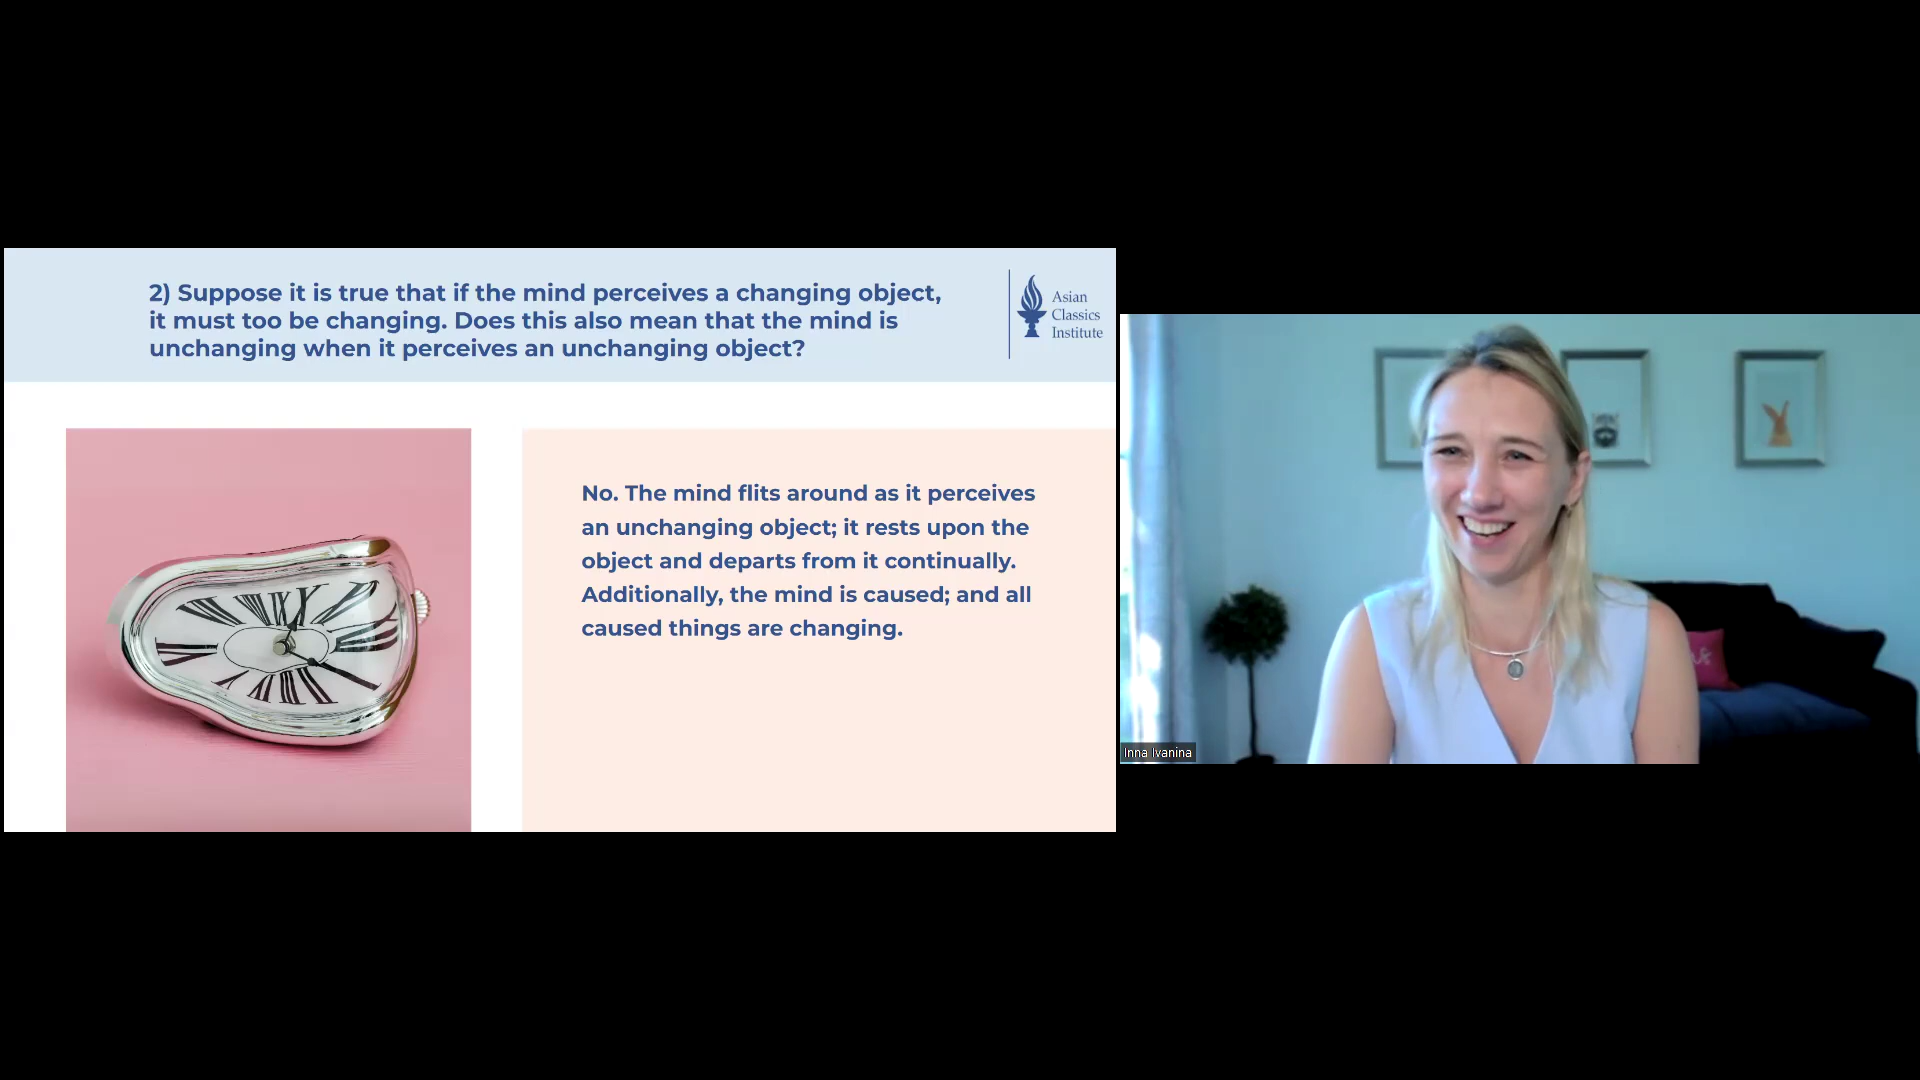 2) Suppose it is true that if the mind perceives a changing object,
it must too be changing. Does this also mean that the mind is
unchanging when it perceives an unchanging object?
Asian
Classics
Institute
No. The mind flits around as it perceives
an unchanging object; it rests upon the
object and departs from it continually.
Additionally, the mind is caused; and all
caused things are changing.
Inna Ivanina